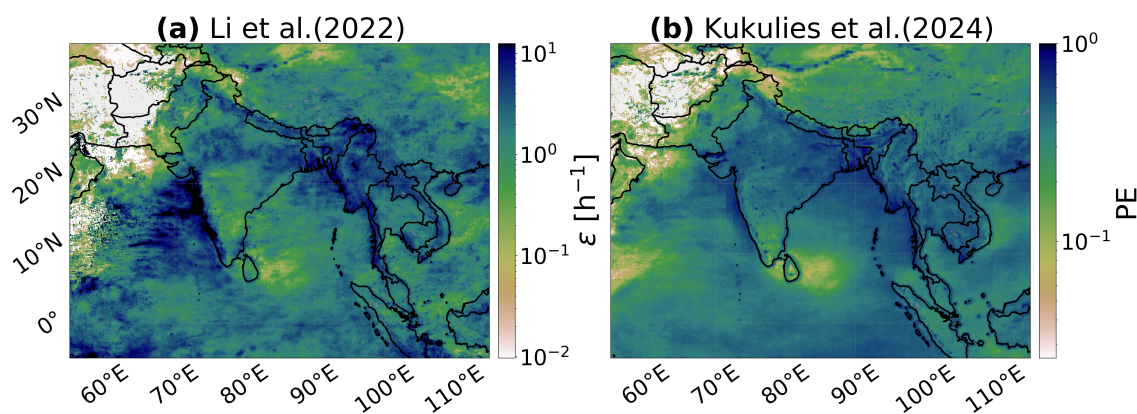 (a) Li et al.(2022)
(b) Kukulies et al.(2024)
30°N
20°N
10°N
0°
60°E
70°E
80°E
90°E
100°E
110°E
10¹
10⁰
10⁻¹
10⁻²
ε [h⁻¹]
60°E
70°E
80°E
90°E
100°E
110°E
10⁰
10⁻¹
PE